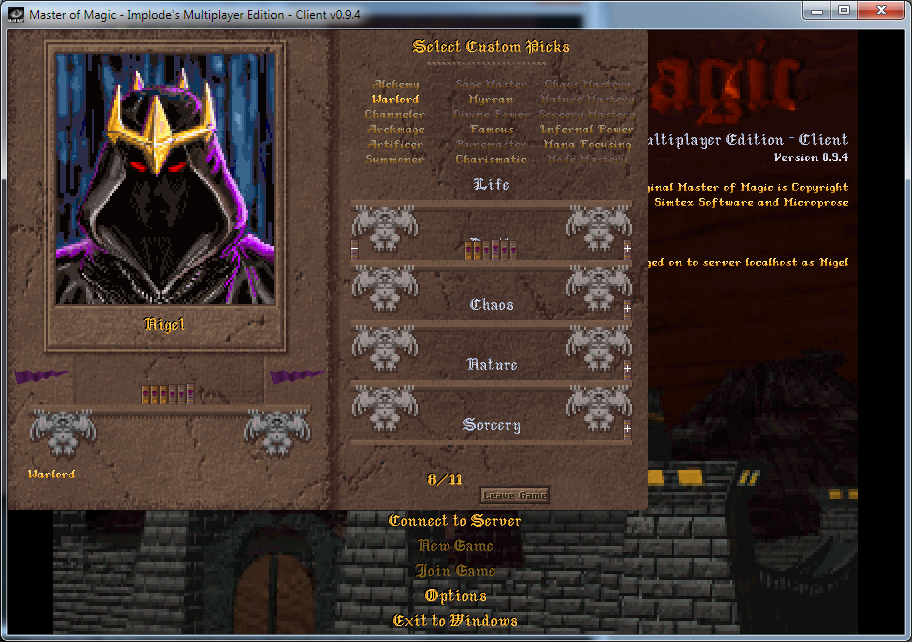 Master of Magic - Implode's Multiplayer Edition - Client v0.9.4
Select Custom Picks
Alchemy Sage Master Chaos Mastery
Warlord Myrran Nature Mastery
Channeler Divine Power Sorcery Mastery
Archmage Famous Infernal Power
Artificer Runemaster Mana Focusing
Summoner Charismatic Node Mastery
Life
Chaos
Nature
Sorcery
8/11
Leave Game
Nigel
Warlord
agic
ultiplayer Edition - Client
Version 0.9.4
ginal Master of Magic is Copyright
Simtex Software and Microprose
ged on to server localhost as Nigel
Connect to Server
New Game
Join Game
Options
Exit to Windows